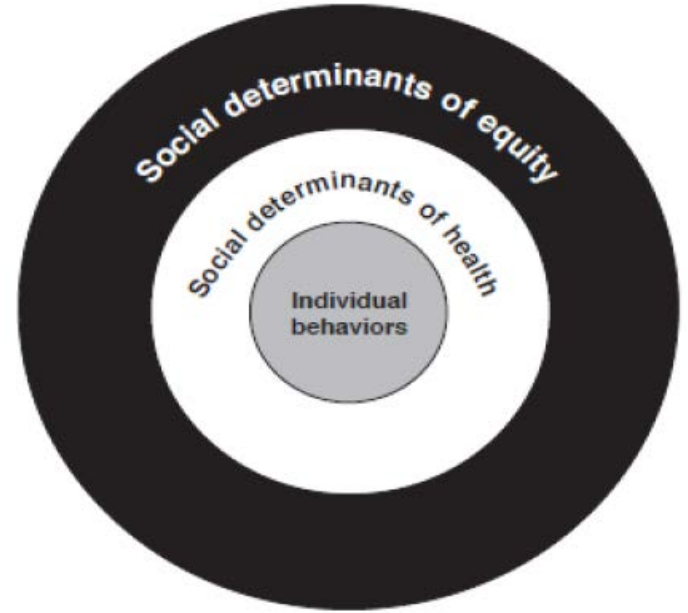 Social determinants of equity
Social determinants of health
Individual
behaviors